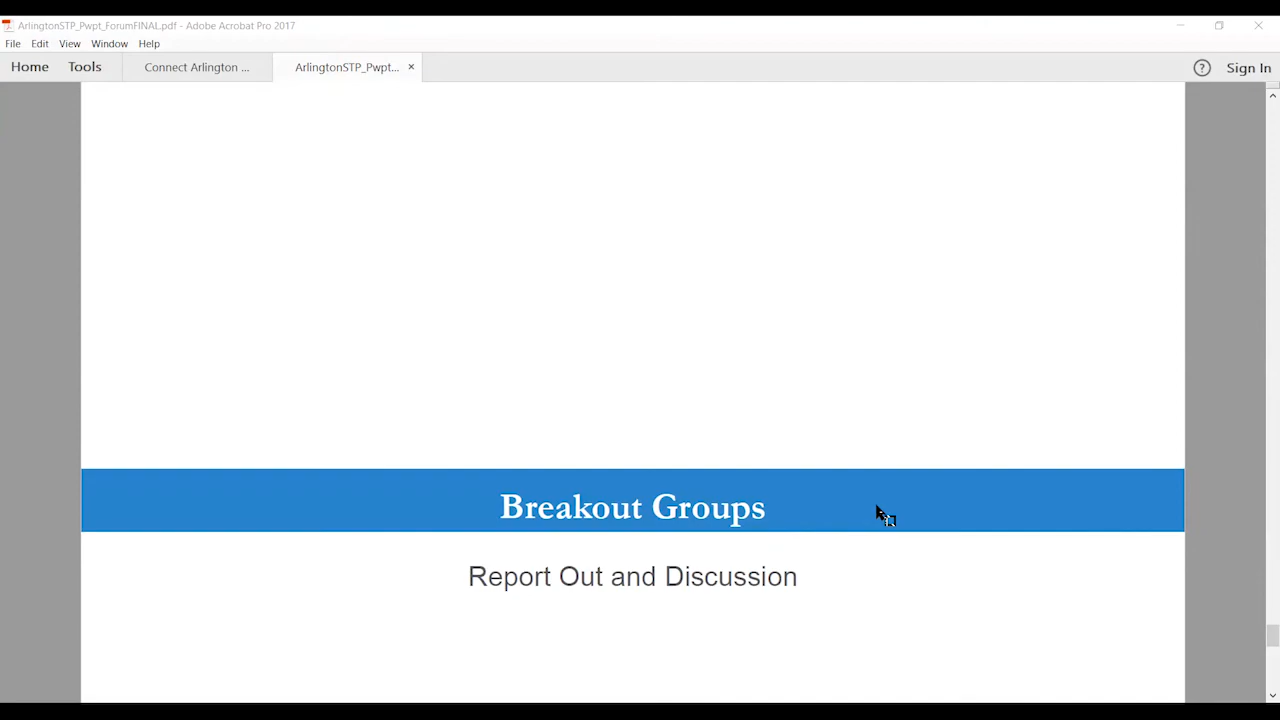 ArlingtonSTP_Pwpt_ForumFINAL.pdf - Adobe Acrobat Pro 2017
File Edit View Window Help
Home Tools Connect Arlington ... ArlingtonSTP_Pwpt... × ? Sign In
Breakout Groups
Report Out and Discussion